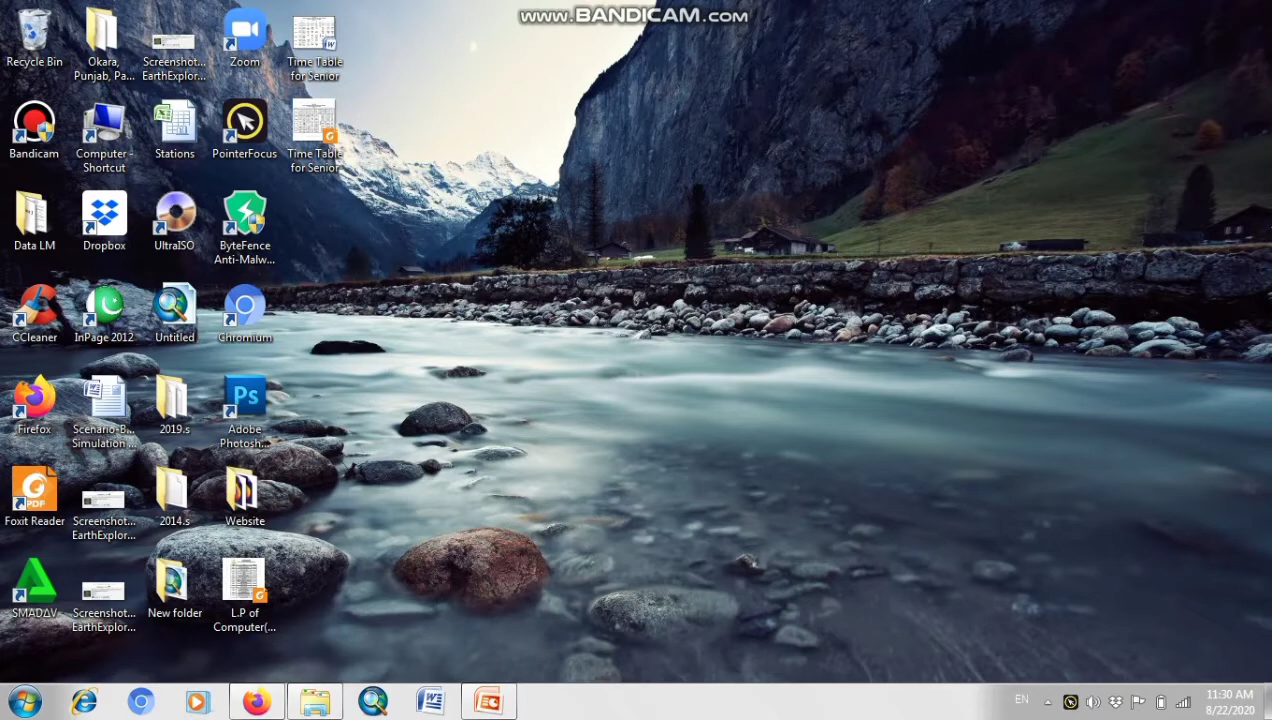 www.BANDICAM.com
Recycle Bin
Okara,
Punjab, Pa...
Screenshot...
EarthExplor...
Zoom
Time Table
for Senior
Bandicam
Computer -
Shortcut
Stations
PointerFocus
Time Table
for Senior
Data LM
Dropbox
UltraISO
ByteFence
Anti-Malw...
CCleaner
InPage 2012
Untitled
Chromium
Firefox
Scenario-B...
Simulation ...
2019.s
Ps
Adobe
Photosh...
PDF
Foxit Reader
Screenshot...
EarthExplor...
2014.s
Website
SMADΔV
Screenshot...
EarthExplor...
New folder
L.P of
Computer(...
EN
11:30 AM
8/22/2020